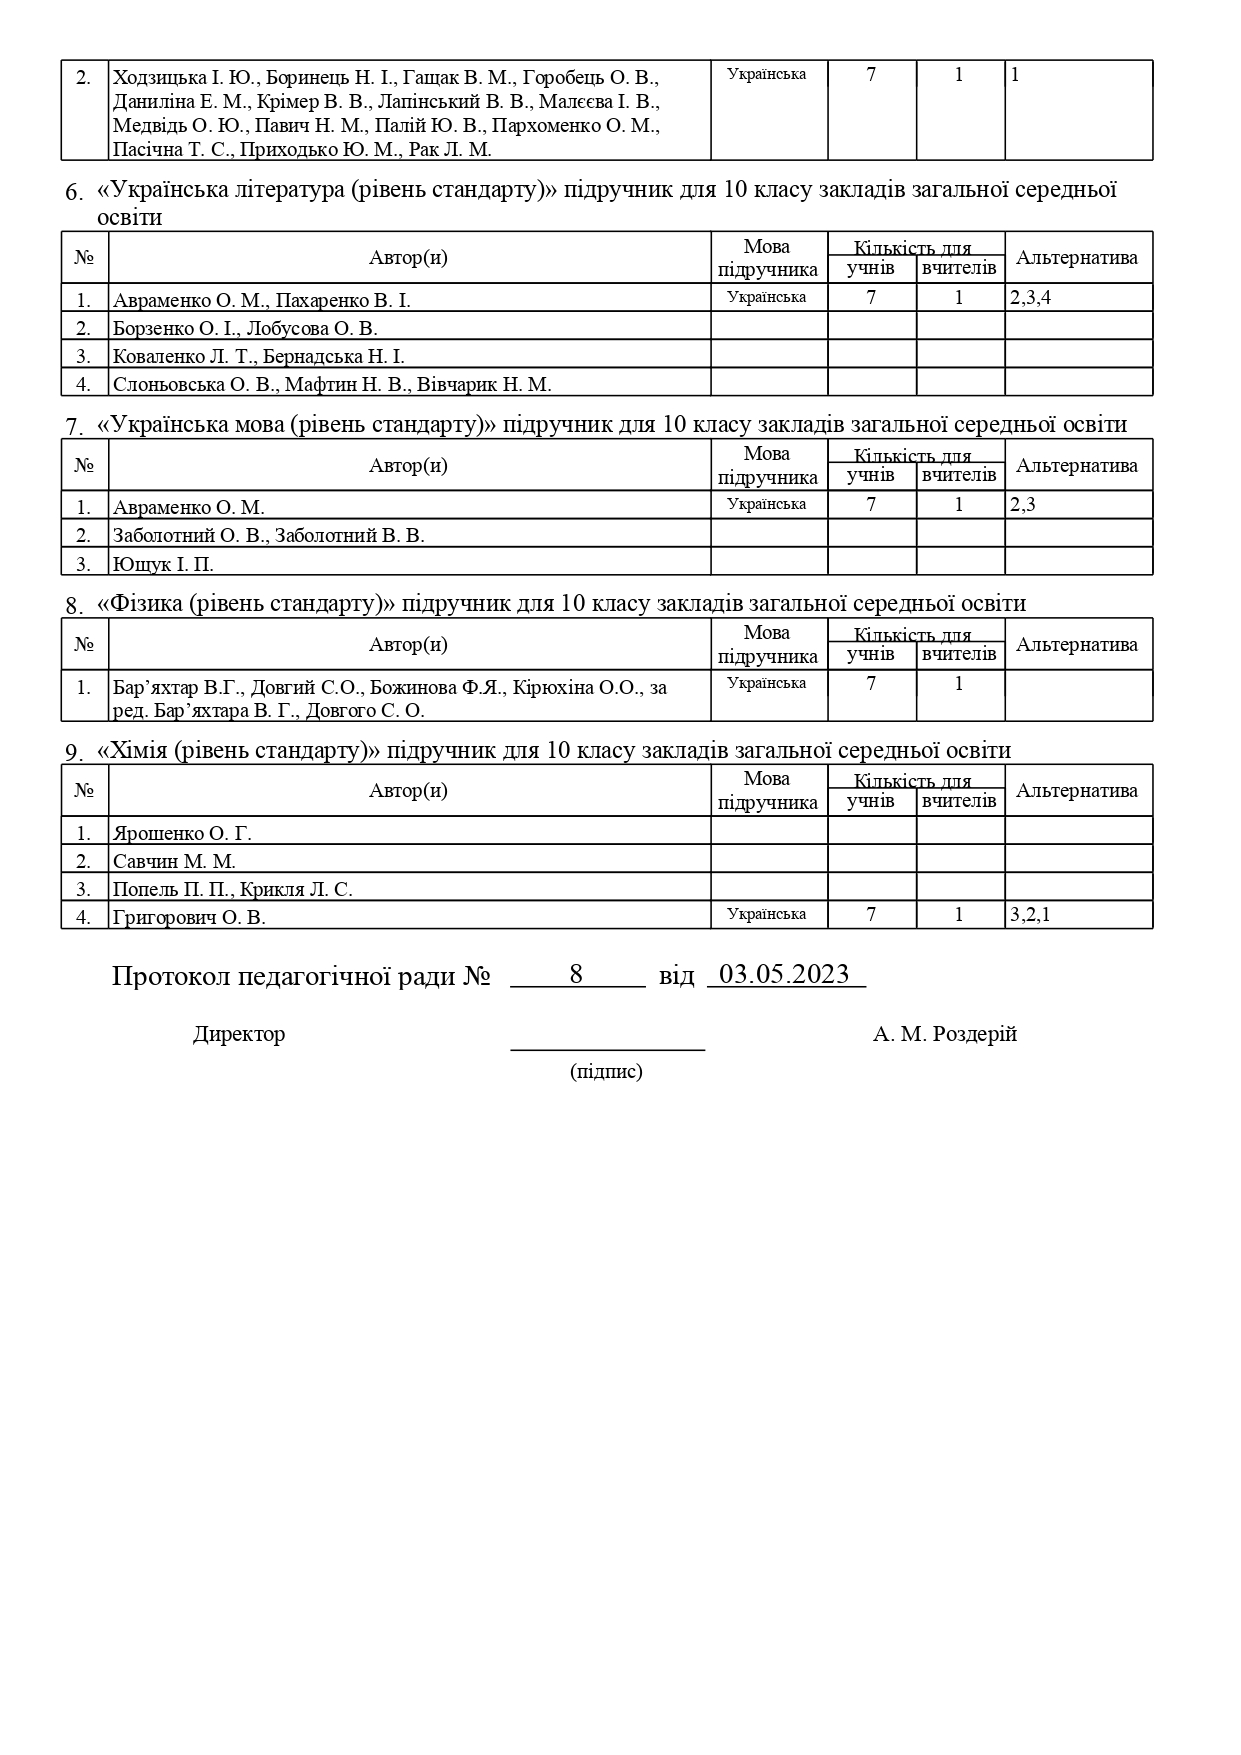 2. Ходзицька І. Ю., Боринець Н. І., Гащак В. М., Горобець О. В., Українська 7 1 1
Даниліна Е. М., Крімер В. В., Лапінський В. В., Малєєва І. В.,
Медвідь О. Ю., Павич Н. М., Палій Ю. В., Пархоменко О. М.,
Пасічна Т. С., Приходько Ю. М., Рак Л. М.
6. «Українська література (рівень стандарту)» підручник для 10 класу закладів загальної середньої
освіти
№ Автор(и) Мова підручника Кількість для Альтернатива
учнів вчителів
1. Авраменко О. М., Пахаренко В. І. Українська 7 1 2,3,4
2. Борзенко О. І., Лобусова О. В.
3. Коваленко Л. Т., Бернадська Н. І.
4. Слоньовська О. В., Мафтин Н. В., Вівчарик Н. М.
7. «Українська мова (рівень стандарту)» підручник для 10 класу закладів загальної середньої освіти
№ Автор(и) Мова підручника Кількість для Альтернатива
учнів вчителів
1. Авраменко О. М. Українська 7 1 2,3
2. Заболотний О. В., Заболотний В. В.
3. Ющук І. П.
8. «Фізика (рівень стандарту)» підручник для 10 класу закладів загальної середньої освіти
№ Автор(и) Мова підручника Кількість для Альтернатива
учнів вчителів
1. Бар’яхтар В.Г., Довгий С.О., Божинова Ф.Я., Кірюхіна О.О., за Українська 7 1
ред. Бар’яхтара В. Г., Довгого С. О.
9. «Хімія (рівень стандарту)» підручник для 10 класу закладів загальної середньої освіти
№ Автор(и) Мова підручника Кількість для Альтернатива
учнів вчителів
1. Ярошенко О. Г.
2. Савчин М. М.
3. Попель П. П., Крикля Л. С.
4. Григорович О. В. Українська 7 1 3,2,1
Протокол педагогічної ради № 8 від 03.05.2023
Директор А. М. Роздерій
(підпис)